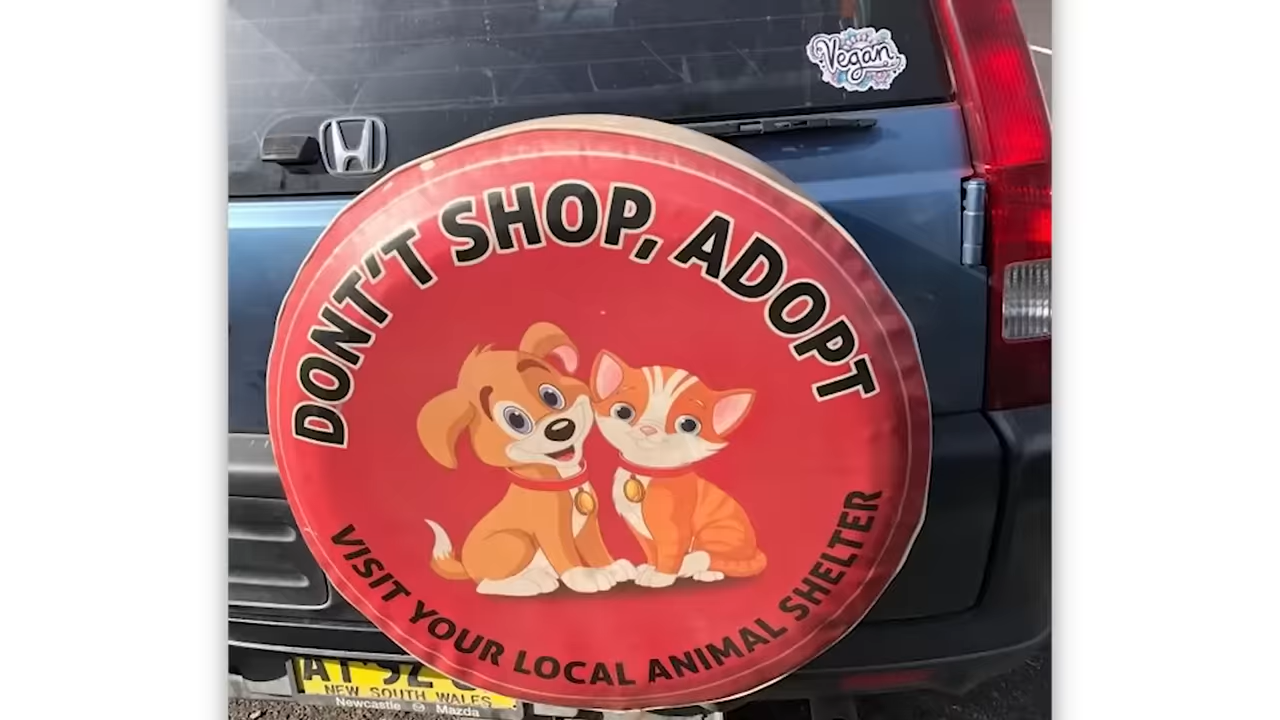 Vegan
DON'T SHOP, ADOPT
VISIT YOUR LOCAL ANIMAL SHELTER
NEW SOUTH WALES
Newcastle Mazda